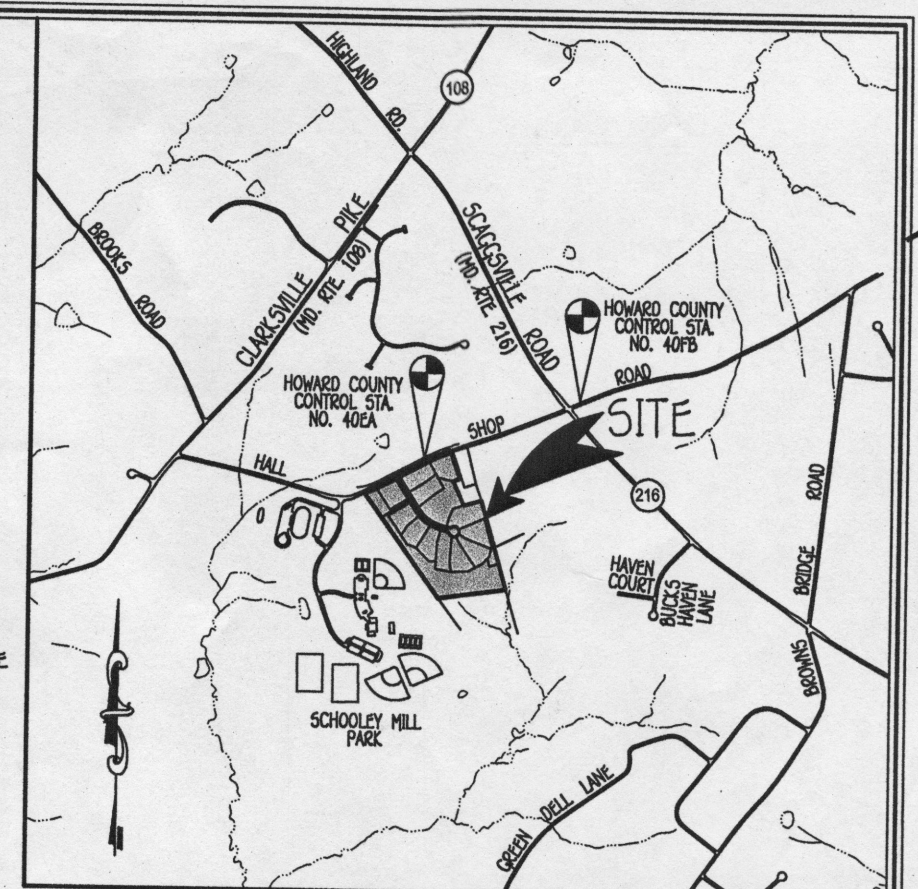 HIGHLAND RD.
108
BROOKS ROAD
CLARKSVILLE PIKE
(MD. RTE. 108)
SCAGGSVILLE ROAD
(MD. RTE 216)
HOWARD COUNTY
CONTROL STA.
NO. 40FB
HOWARD COUNTY
CONTROL STA.
NO. 40EA
HALL SHOP ROAD
SITE
216
HAVEN
COURT
BUCKS
HAVEN
LANE
BROWNS BRIDGE ROAD
SCHOOLEY MILL
PARK
GREEN DELL LANE